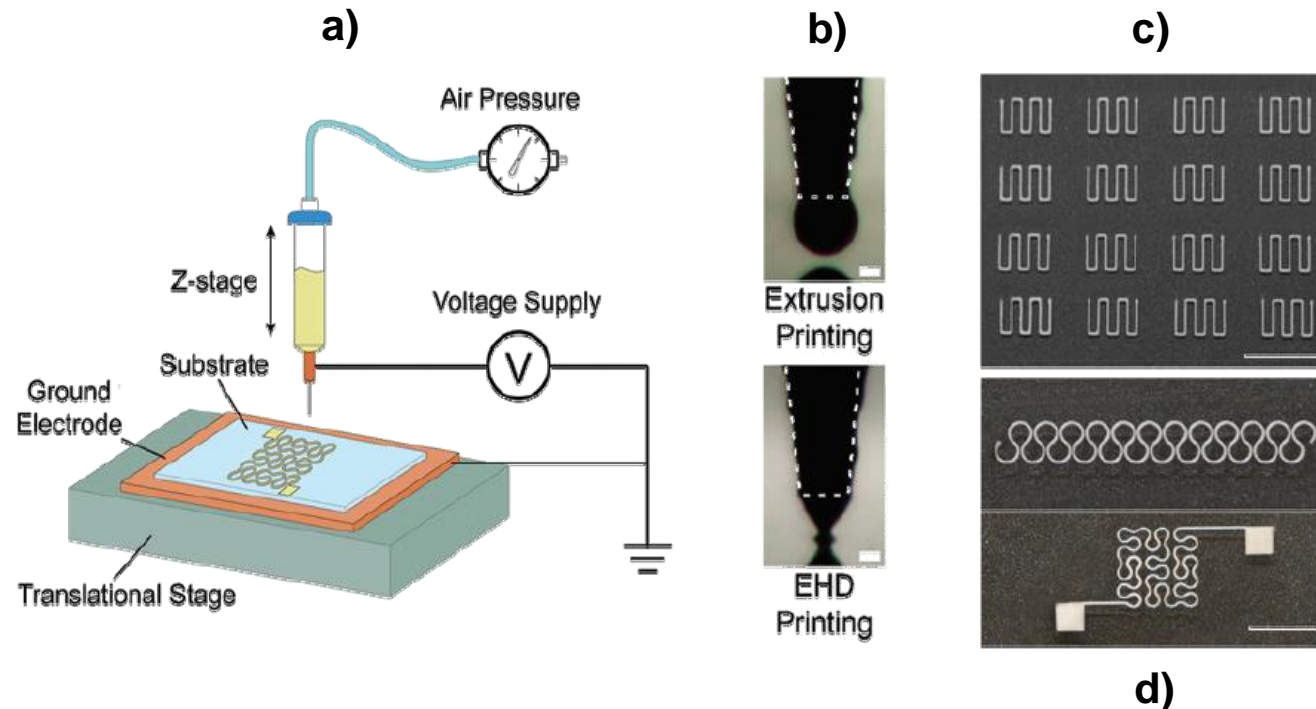 a)
b)
c)
Air Pressure
Z-stage
Voltage Supply
V
Substrate
Ground
Electrode
Translational Stage
Extrusion
Printing
EHD
Printing
d)